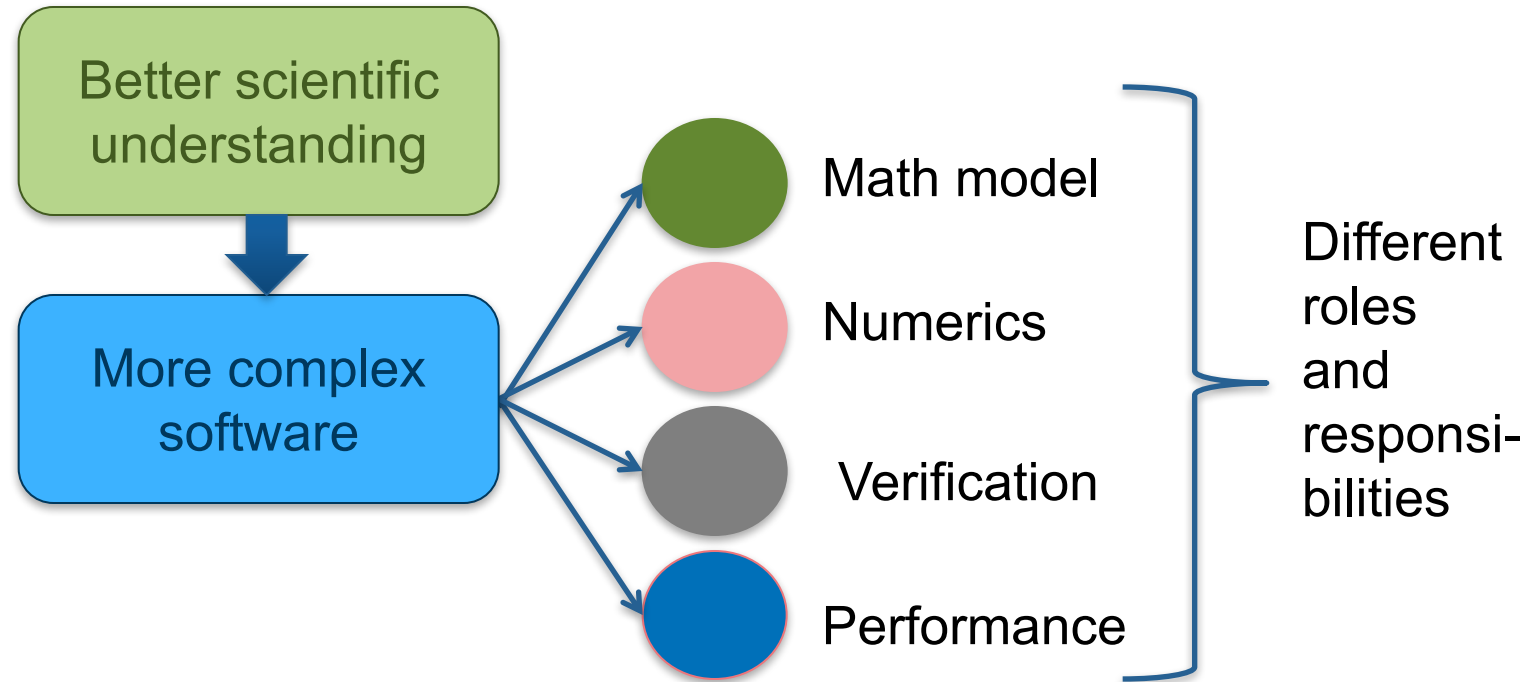 Better scientific
understanding
More complex
software
Math model
Numerics
Verification
Performance
Different
roles
and
responsi-
bilities